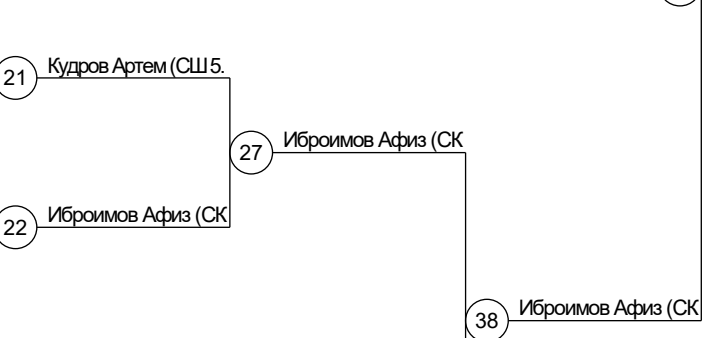 21 Кудров Артем (СШ 5.
27 Иброимов Афиз (СК
22 Иброимов Афиз (СК
38 Иброимов Афиз (СК